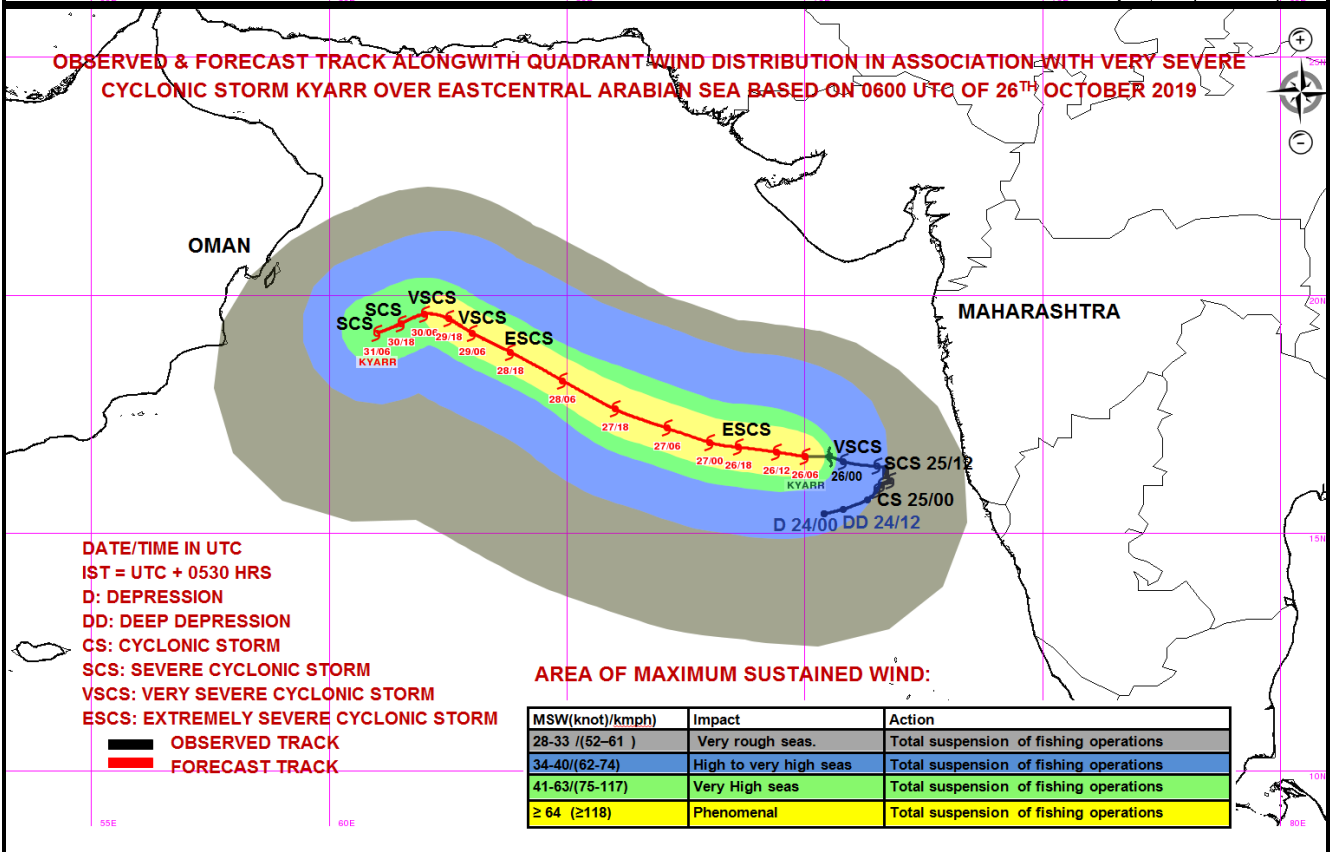 OBSERVED & FORECAST TRACK ALONGWITH QUADRANT WIND DISTRIBUTION IN ASSOCIATION WITH VERY SEVERE
CYCLONIC STORM KYARR OVER EASTCENTRAL ARABIAN SEA BASED ON 0600 UTC OF 26TH OCTOBER 2019
25N
OMAN
20N
MAHARASHTRA
VSCS
SCS
SCS
VSCS
30/06
29/18
30/18
29/06
31/06
KYARR
ESCS
28/18
28/06
27/18
27/06
ESCS
27/00
26/18
26/12
26/06
KYARR
VSCS
26/00
SCS 25/12
CS 25/00
D 24/00
DD 24/12
15N
DATE/TIME IN UTC
IST = UTC + 0530 HRS
D: DEPRESSION
DD: DEEP DEPRESSION
CS: CYCLONIC STORM
SCS: SEVERE CYCLONIC STORM
VSCS: VERY SEVERE CYCLONIC STORM
ESCS: EXTREMELY SEVERE CYCLONIC STORM
OBSERVED TRACK
FORECAST TRACK
AREA OF MAXIMUM SUSTAINED WIND:
MSW(knot)/kmph) Impact Action
28-33 /(52–61 ) Very rough seas. Total suspension of fishing operations
34-40/(62-74) High to very high seas Total suspension of fishing operations
41-63/(75-117) Very High seas Total suspension of fishing operations
≥ 64 (≥118) Phenomenal Total suspension of fishing operations
10N
55E
60E
80E